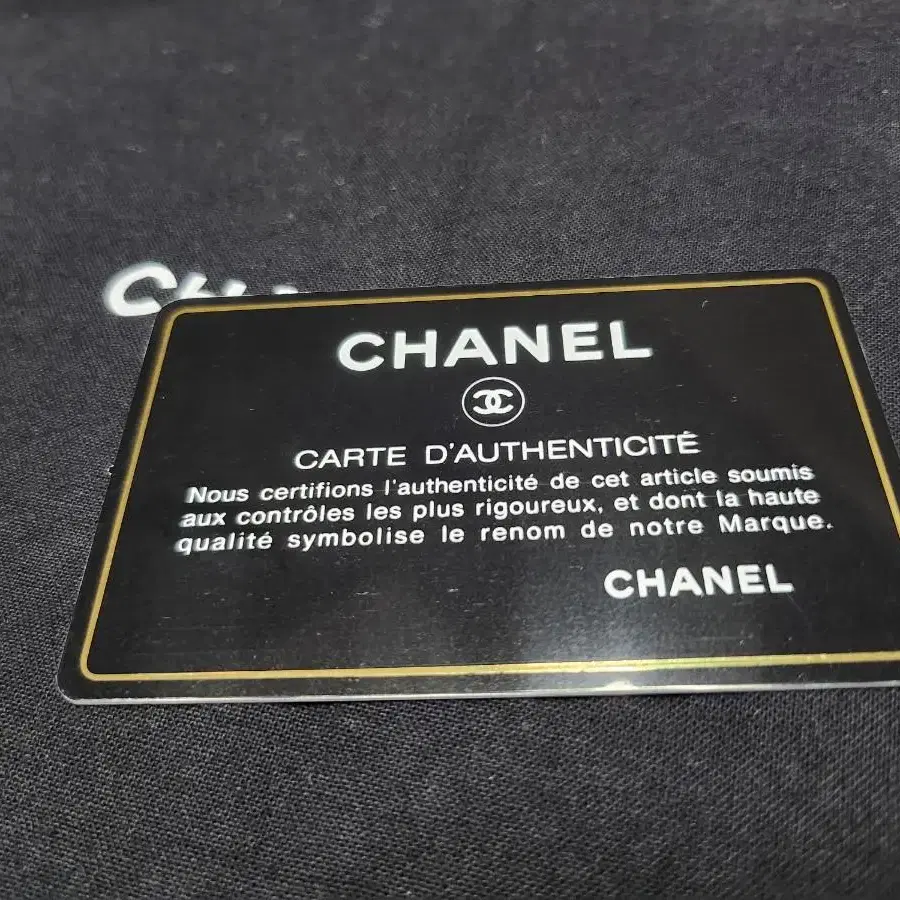 CHANEL
CARTE D'AUTHENTICITÉ
Nous certifions l'authenticité de cet article soumis
aux contrôles les plus rigoureux, et dont la haute
qualité symbolise le renom de notre Marque.
CHANEL